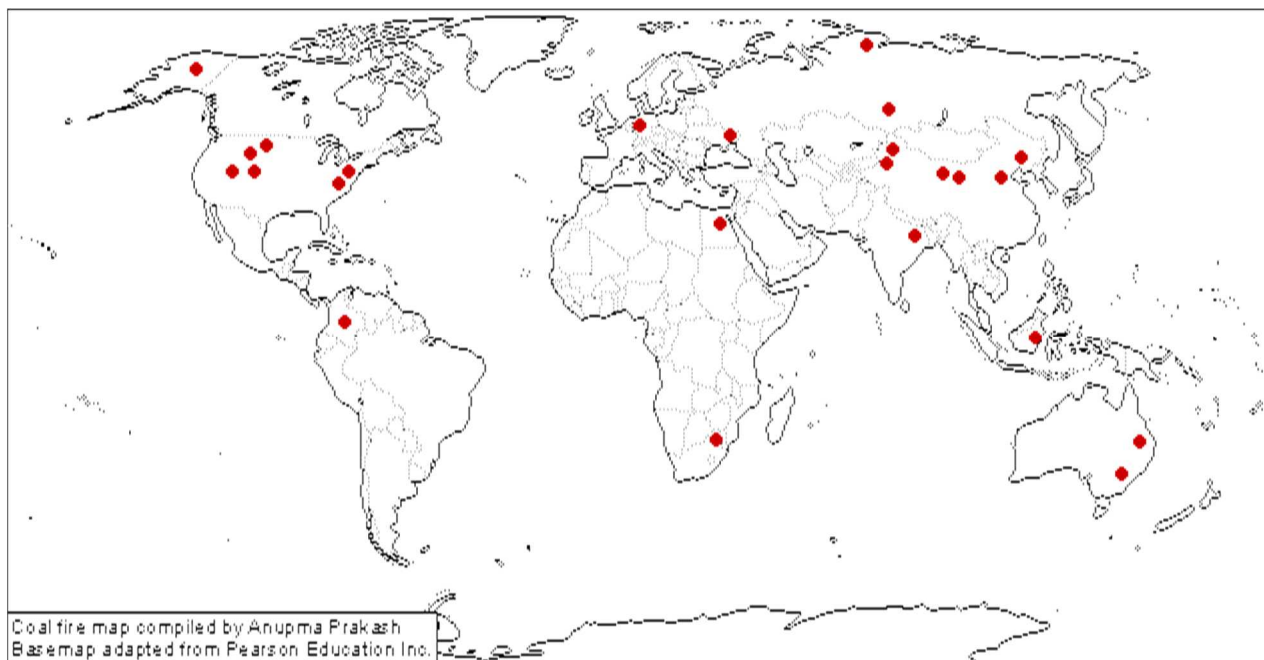 Coal fire map compiled by Anupma Prakash
Basemap adapted from Pearson Education Inc.